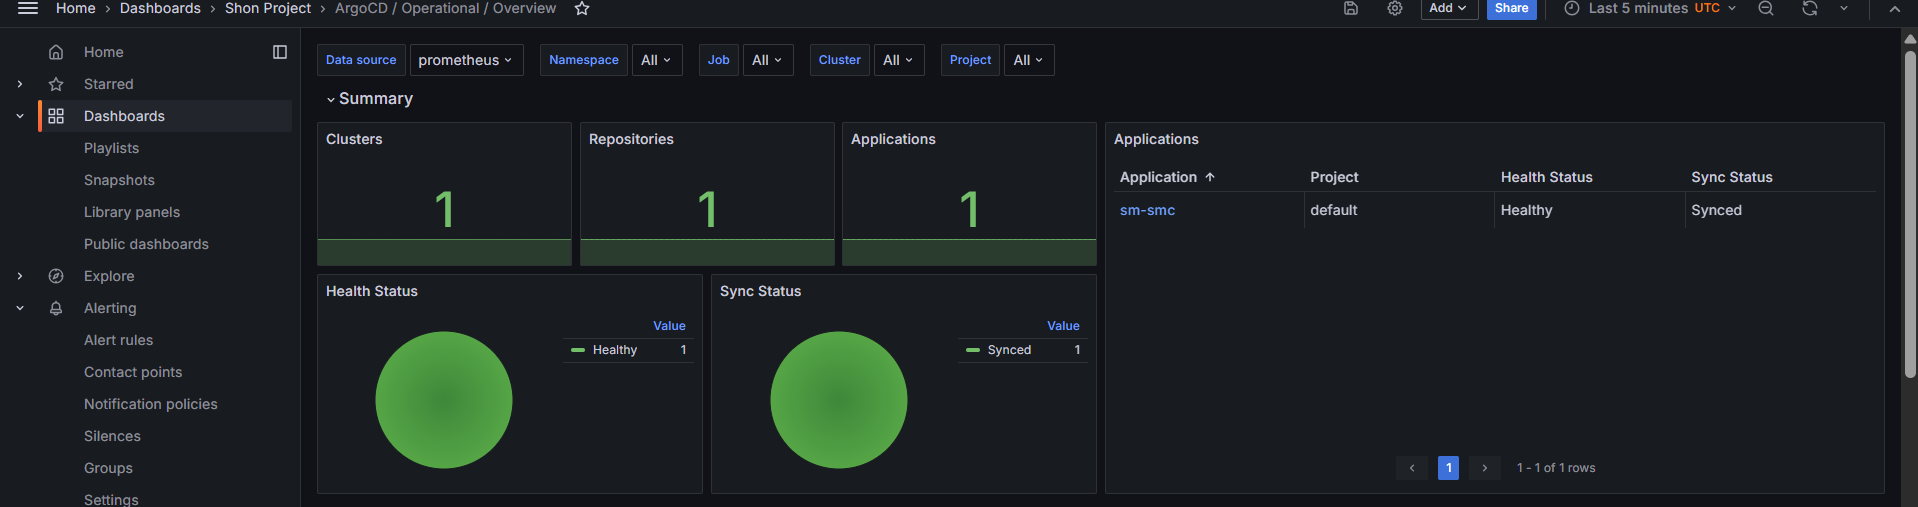 Home › Dashboards › Shon Project › ArgoCD / Operational / Overview
Add
Share
Last 5 minutes UTC
Home
Starred
Dashboards
Playlists
Snapshots
Library panels
Public dashboards
Explore
Alerting
Alert rules
Contact points
Notification policies
Silences
Groups
Settings
Data source prometheus Namespace All Job All Cluster All Project All
Summary
Clusters
1
Repositories
1
Applications
1
Applications
Application Project Health Status Sync Status
sm-smc default Healthy Synced
1
1 - 1 of 1 rows
Health Status
Value
Healthy 1
Sync Status
Value
Synced 1